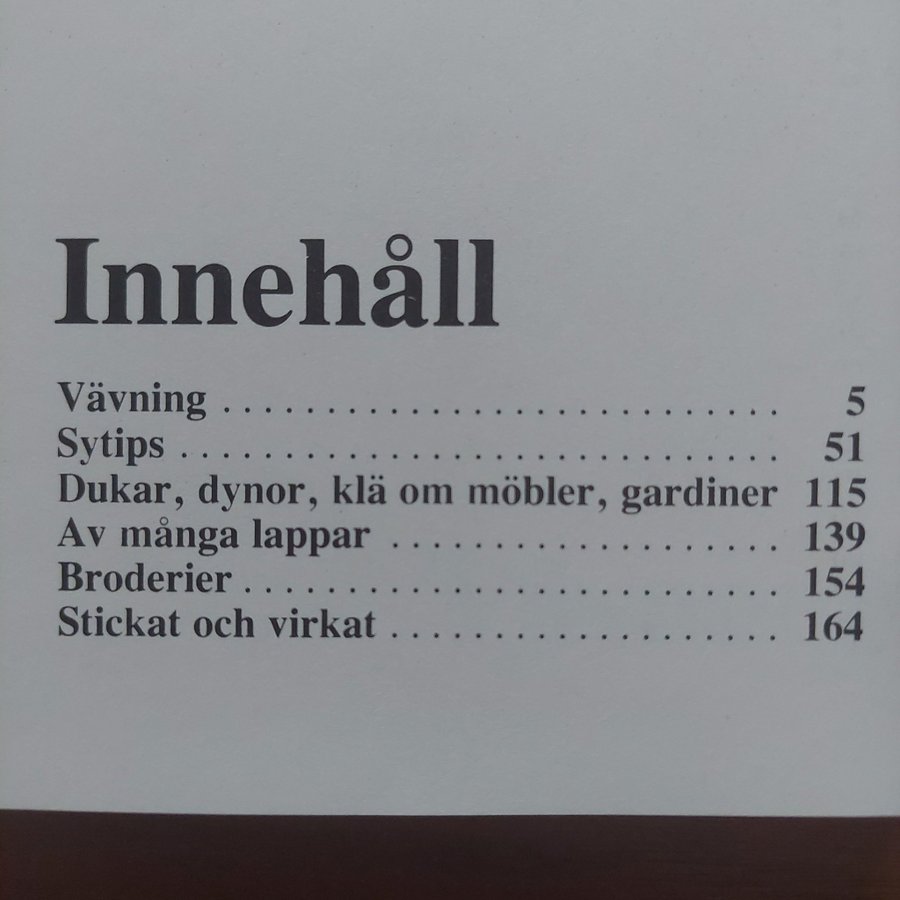 Innehåll
Vävning ................................ 5
Sytips ................................... 51
Dukar, dynor, klä om möbler, gardiner 115
Av många lappar ....................... 139
Broderier ............................... 154
Stickat och virkat ....................... 164